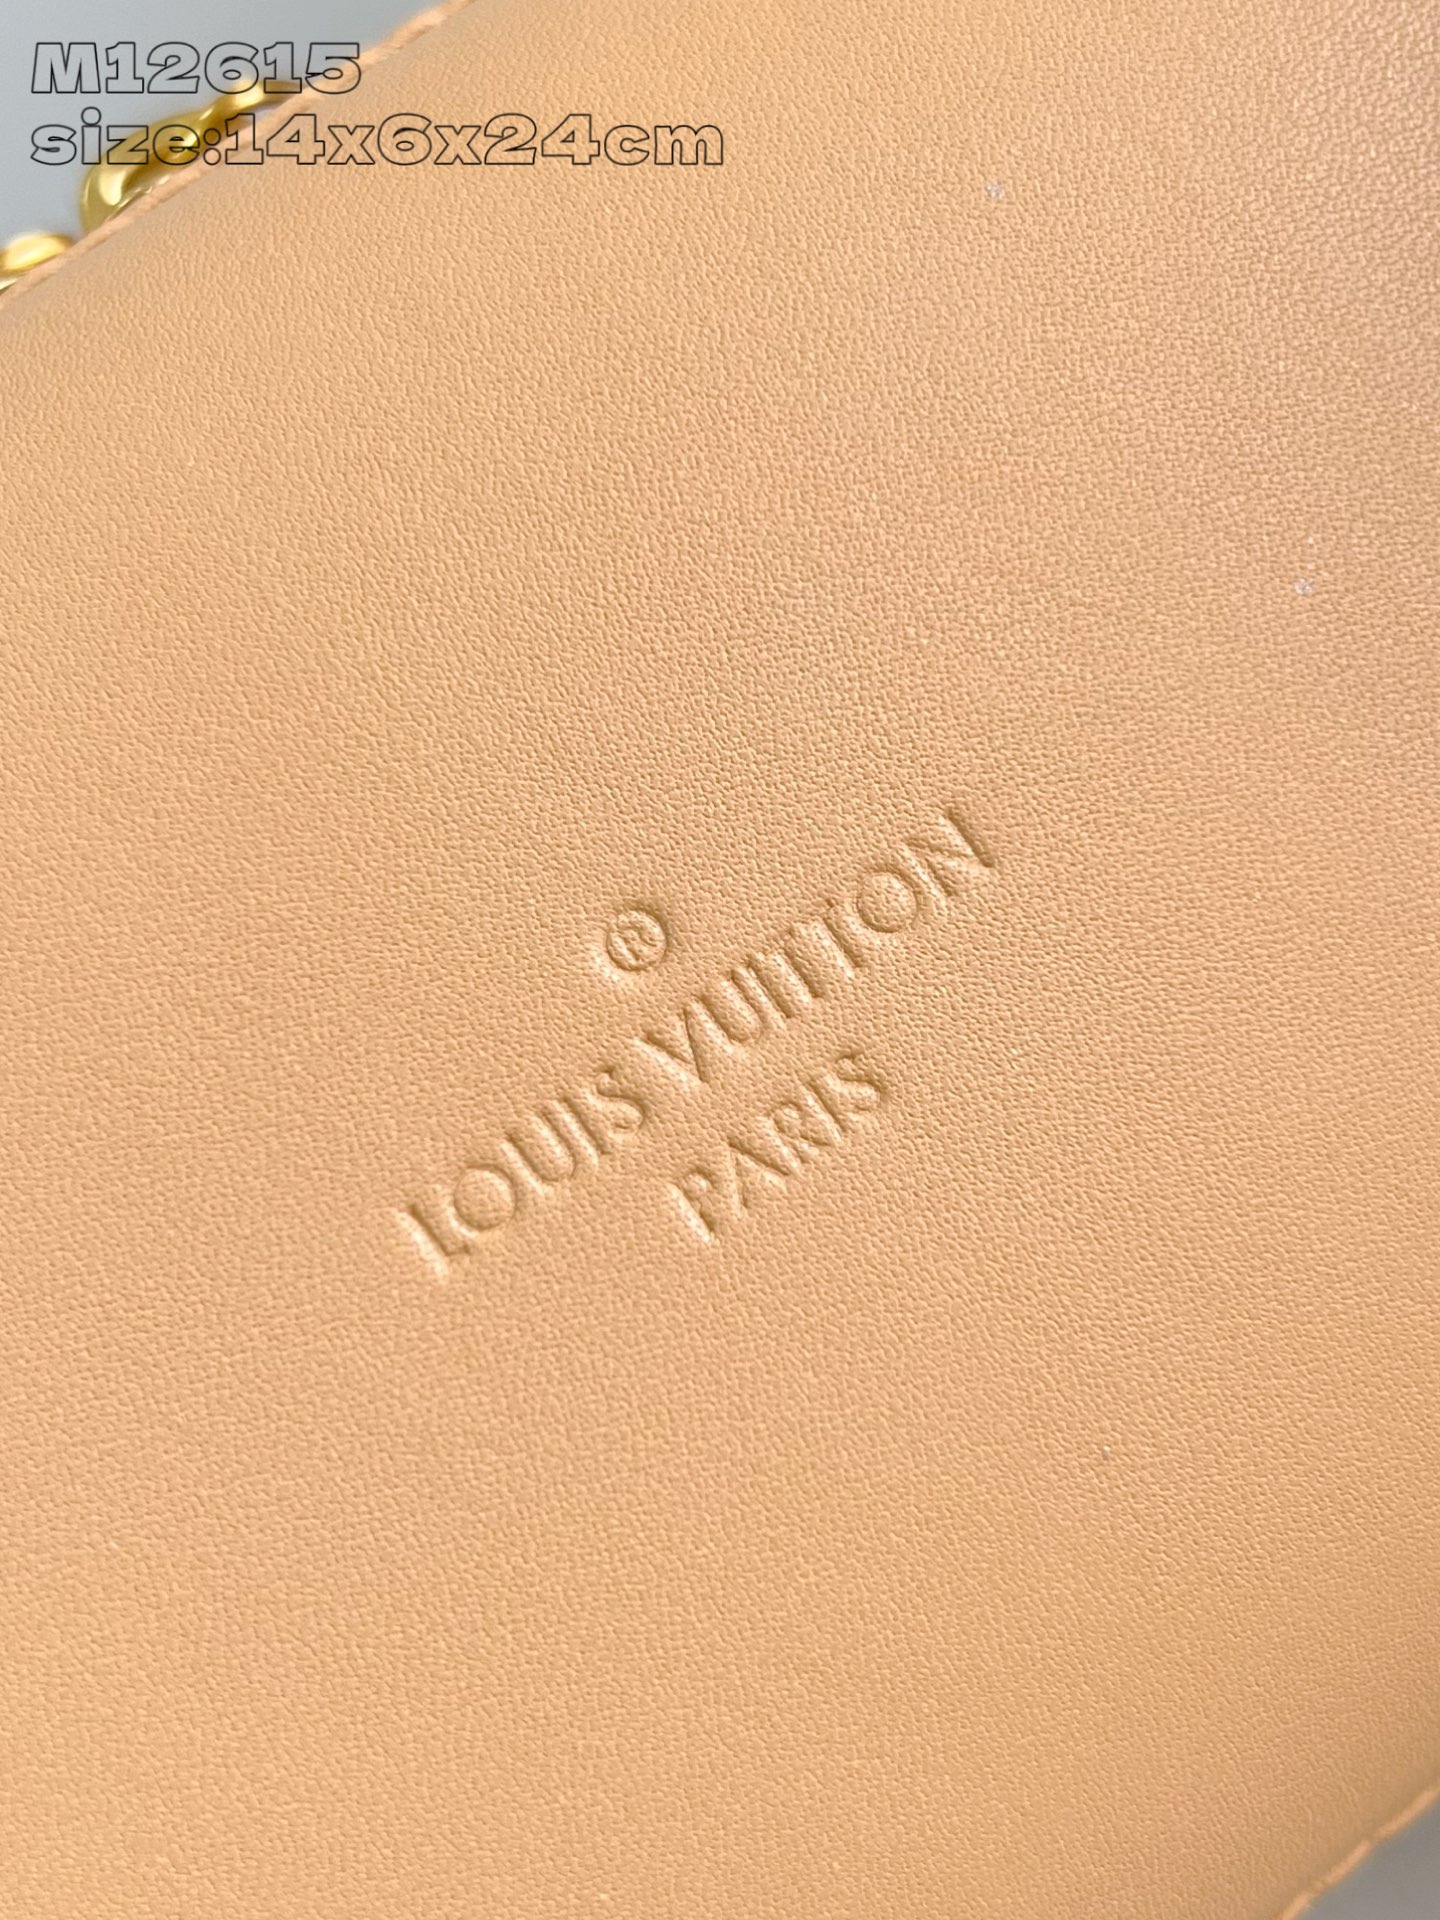 M12615
size:14x6x24cm
®
LOUIS VUITTON
PARIS